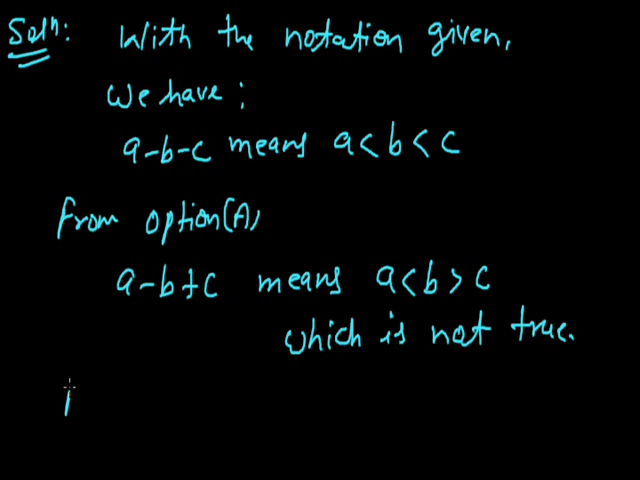 Soln:
With the notation given,
We have:
a-b-c means a<b<c
from option(A),
a-b+c means a<b>c
which is not true.